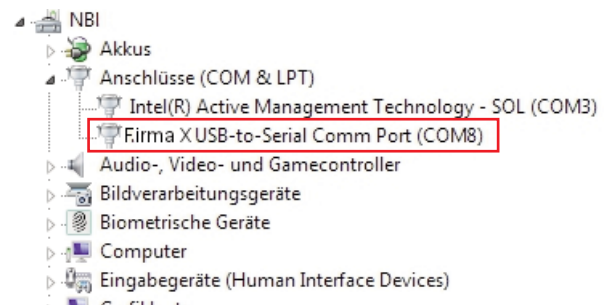 NBI
Akkus
Anschlüsse (COM & LPT)
Intel(R) Active Management Technology - SOL (COM3)
Firma X USB-to-Serial Comm Port (COM8)
Audio-, Video- und Gamecontroller
Bildverarbeitungsgeräte
Biometrische Geräte
Computer
Eingabegeräte (Human Interface Devices)